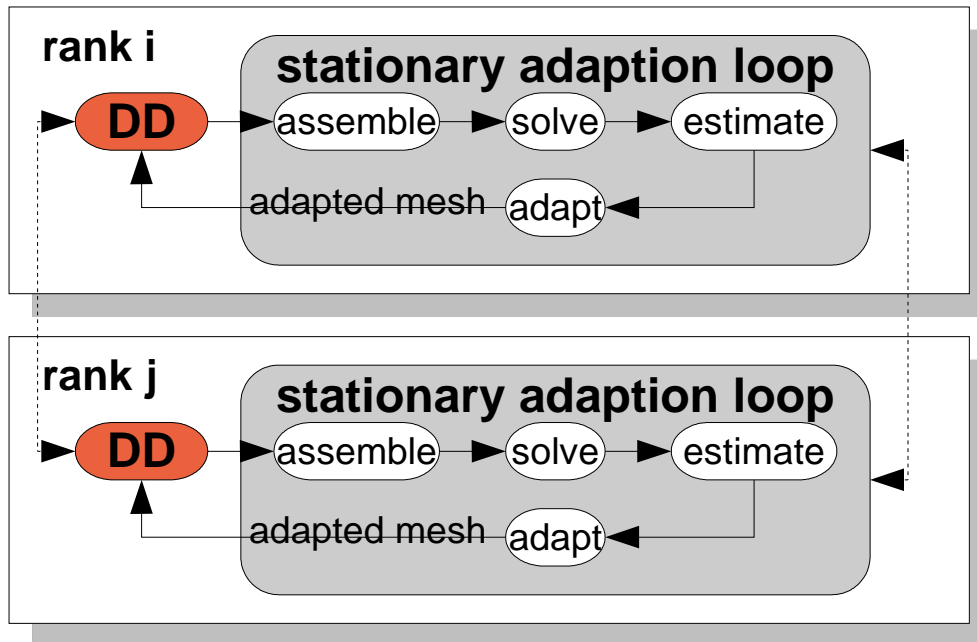 rank i
stationary adaption loop
DD
assemble
solve
estimate
adapted mesh
adapt
rank j
stationary adaption loop
DD
assemble
solve
estimate
adapted mesh
adapt